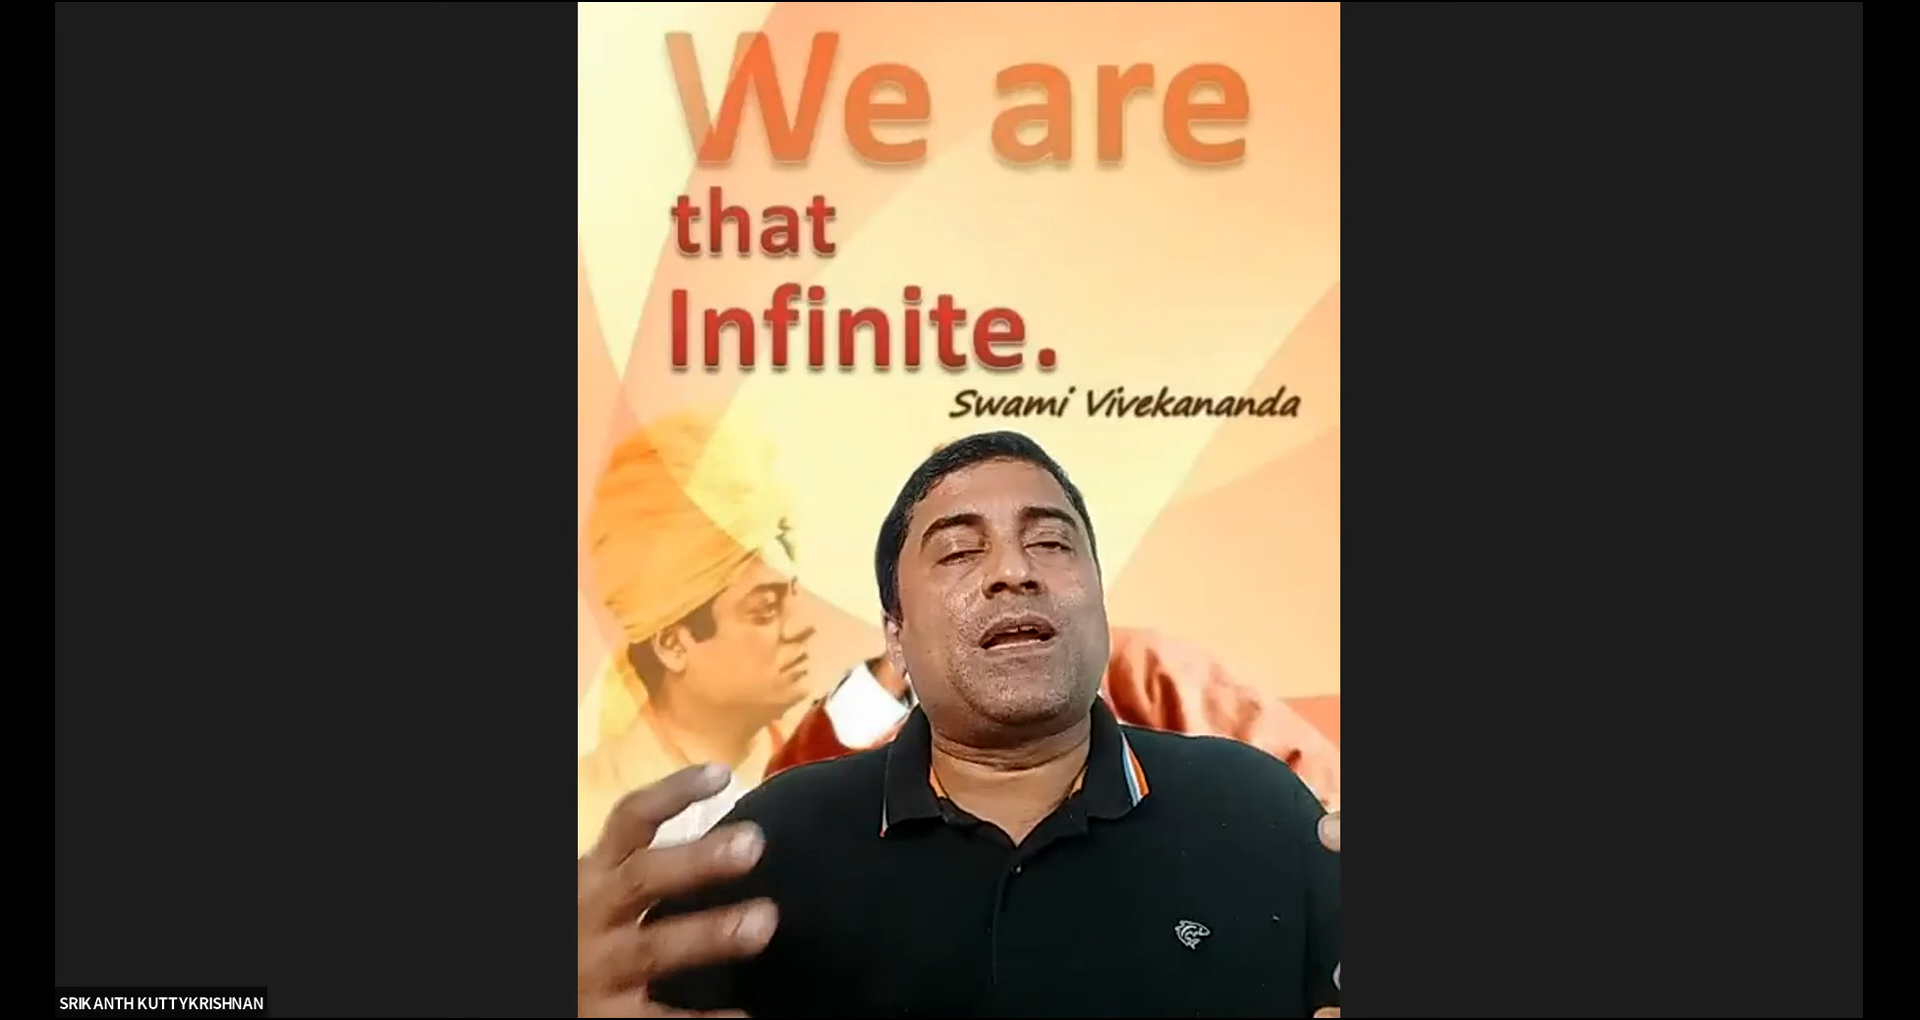 We are
that
Infinite.
Swami Vivekananda
SRIKANTH KUTTYKRISHNAN